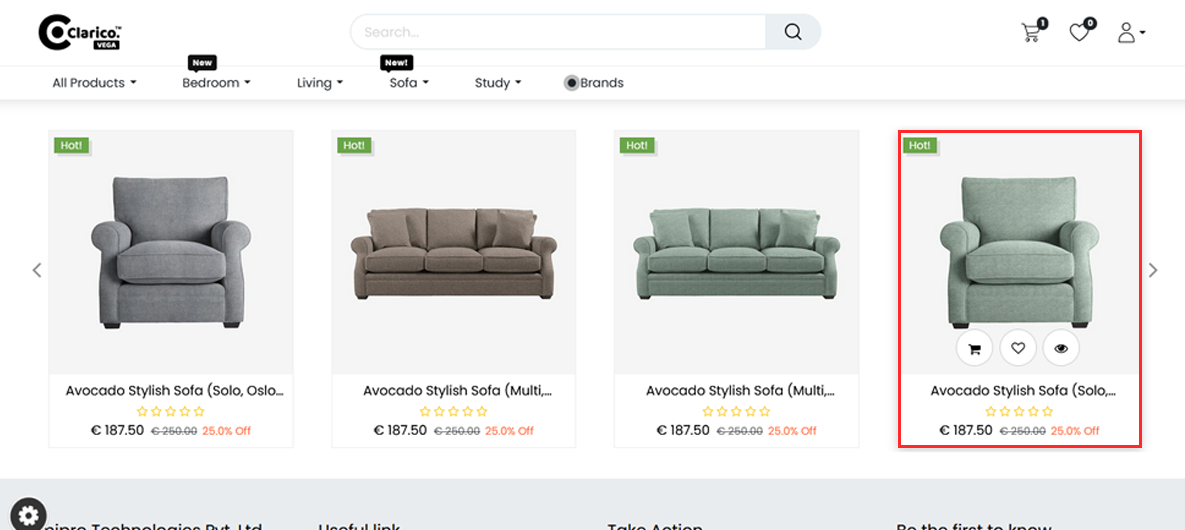 Clarico.™
VEGA
Search...
1
0
New
New!
All Products
Bedroom
Living
Sofa
Study
Brands
Hot!
Hot!
Hot!
Hot!
Avocado Stylish Sofa (Solo, Oslo...
Avocado Stylish Sofa (Multi,...
Avocado Stylish Sofa (Multi,...
Avocado Stylish Sofa (Solo,...
€ 187.50 € 250.00 25.0% Off
€ 187.50 € 250.00 25.0% Off
€ 187.50 € 250.00 25.0% Off
€ 187.50 € 250.00 25.0% Off
Technologies Pvt. Ltd.
Useful link
Take Action
Be the first to know